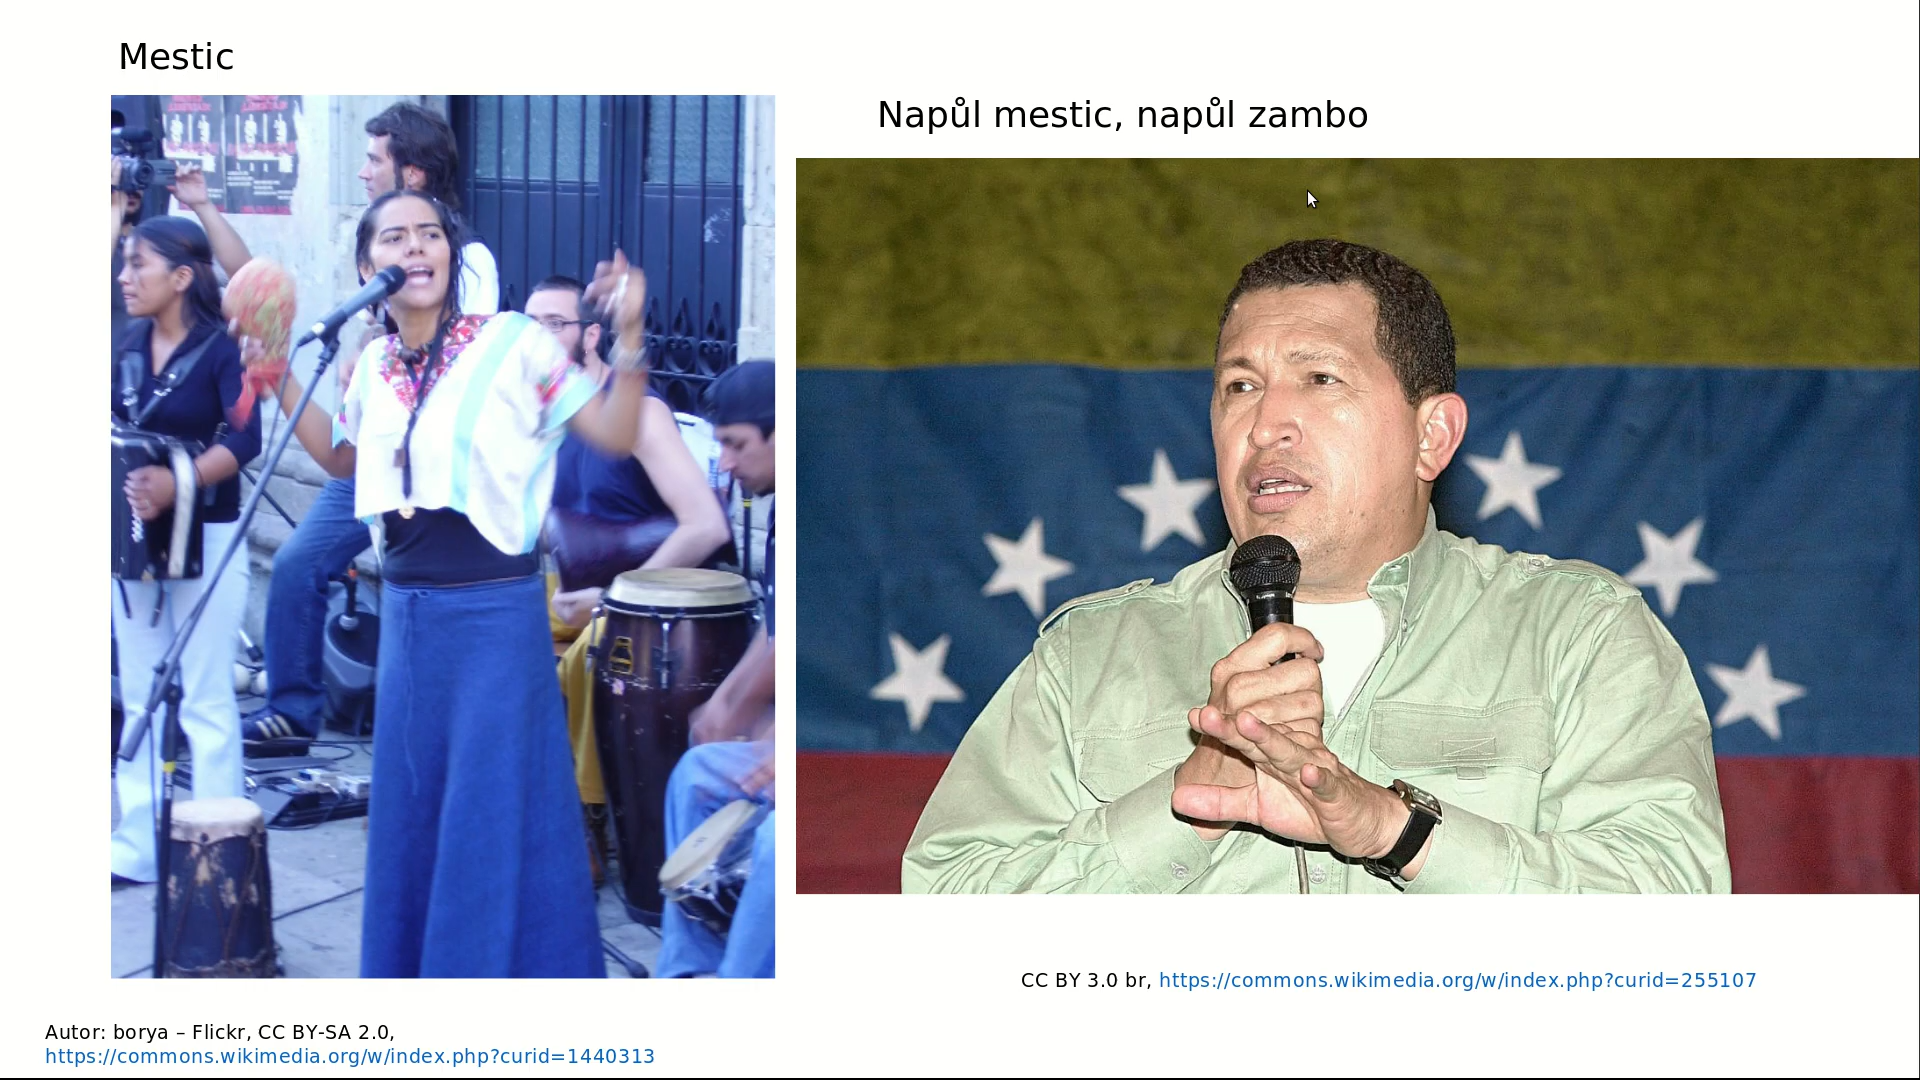 Mestic
Napůl mestic, napůl zambo
CC BY 3.0 br, https://commons.wikimedia.org/w/index.php?curid=255107
Autor: borya – Flickr, CC BY-SA 2.0,
https://commons.wikimedia.org/w/index.php?curid=1440313